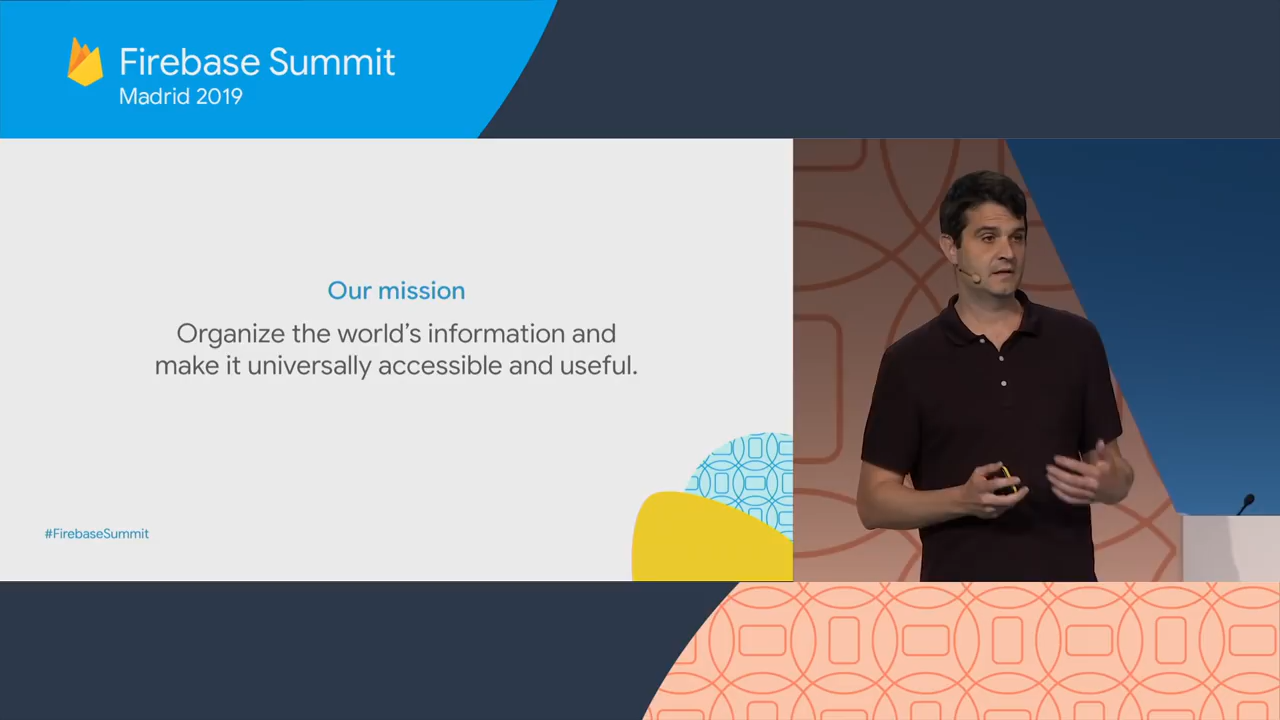 Firebase Summit
Madrid 2019
Our mission
Organize the world's information and
make it universally accessible and useful.
#FirebaseSummit